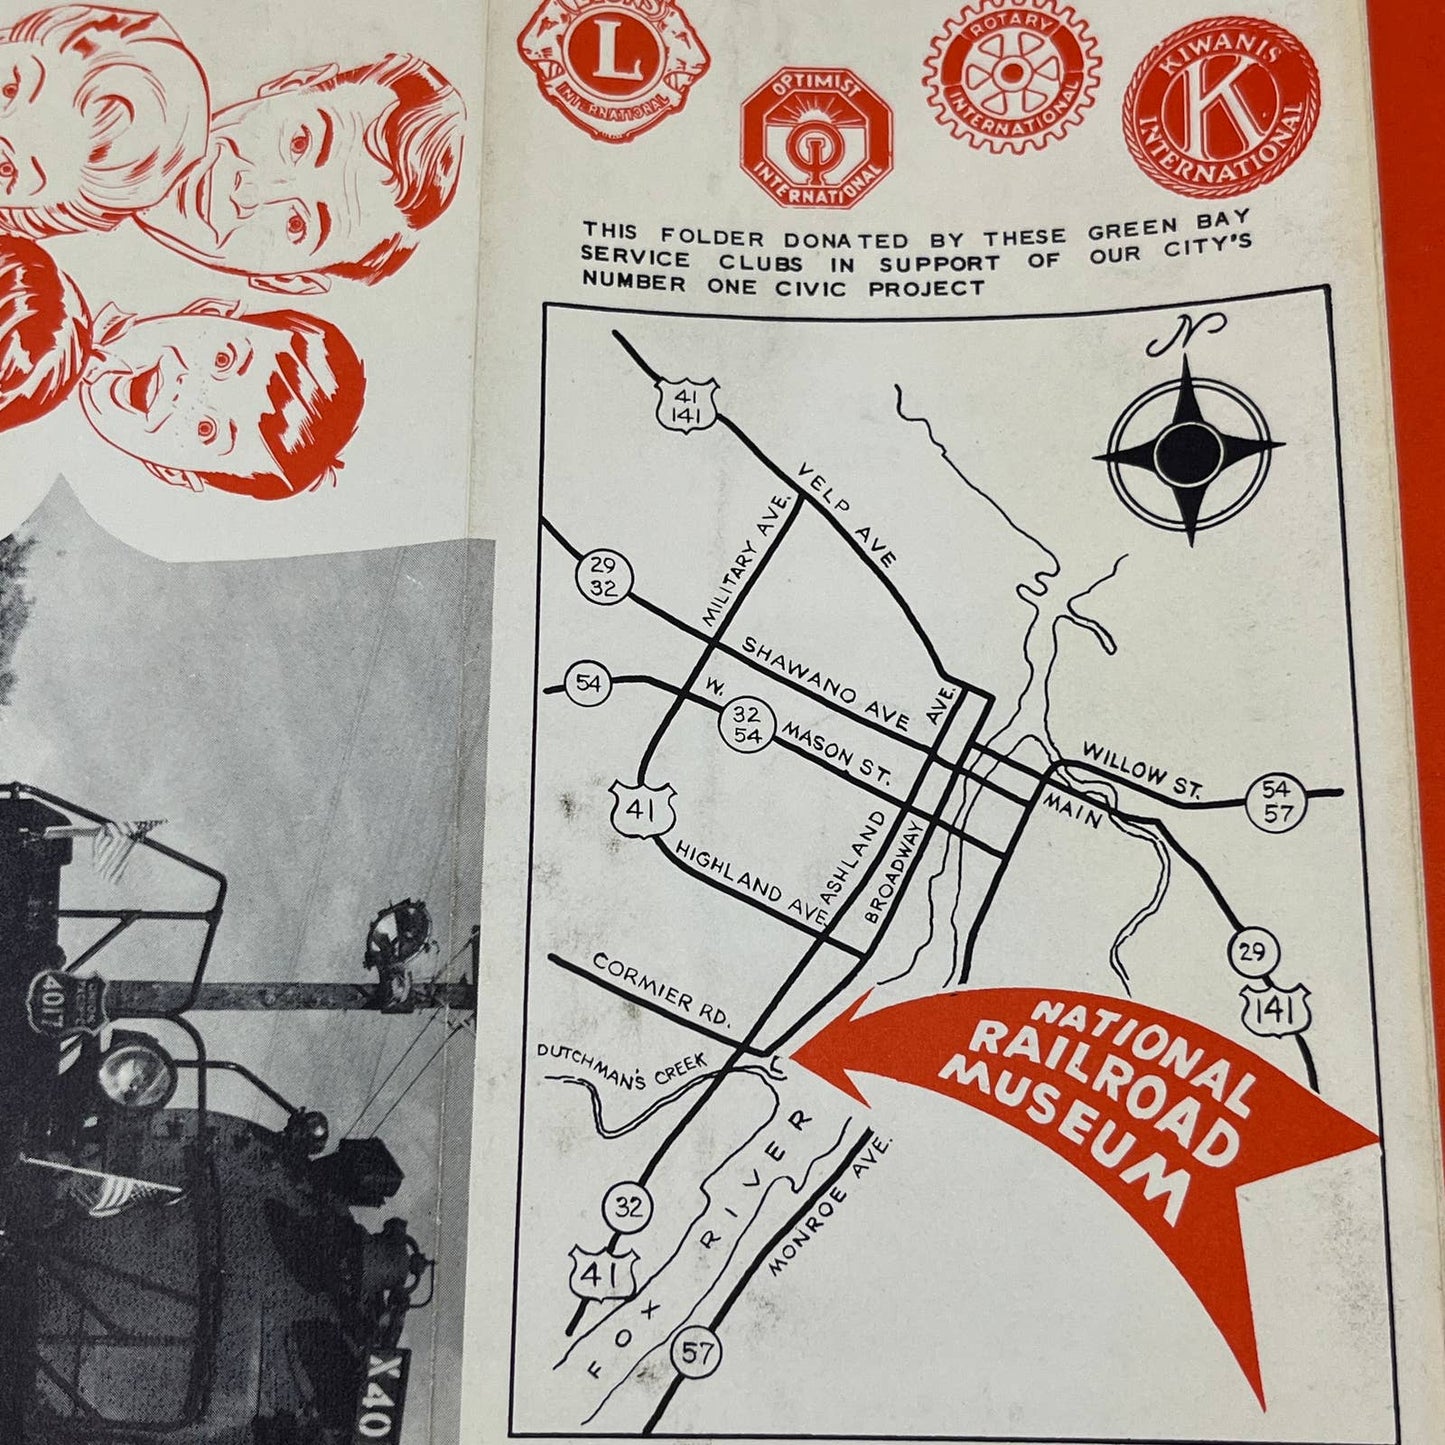 LIONS
L
INTERNATIONAL
OPTIMIST
INTERNATIONAL
ROTARY
INTERNATIONAL
KIWANIS
K
INTERNATIONAL
THIS FOLDER DONATED BY THESE GREEN BAY
SERVICE CLUBS IN SUPPORT OF OUR CITY'S
NUMBER ONE CIVIC PROJECT
N
41
141
VELP AVE
MILITARY AVE.
29
32
SHAWANO AVE
54
W.
32
54
MASON ST.
AVE.
WILLOW ST.
54
57
MAIN
41
HIGHLAND AVE
ASHLAND
BROADWAY
29
141
CORMIER RD.
DUTCHMAN'S CREEK
NATIONAL
RAILROAD
MUSEUM
32
41
FOX RIVER
MONROE AVE.
57
4017
X40